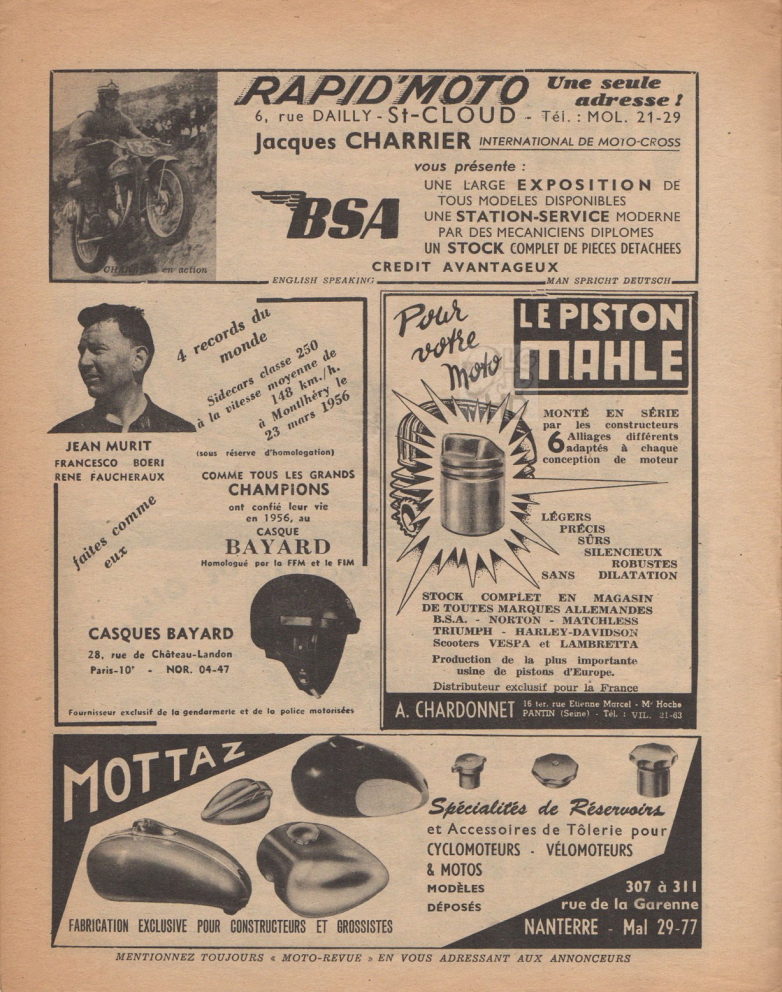 RAPID'MOTO Une seule adresse !
6, rue DAILLY - St-CLOUD - Tél. : MOL. 21-29
Jacques CHARRIER INTERNATIONAL DE MOTO-CROSS
vous présente :
BSA
UNE LARGE EXPOSITION DE
TOUS MODELES DISPONIBLES
UNE STATION-SERVICE MODERNE
PAR DES MECANICIENS DIPLOMES
UN STOCK COMPLET DE PIECES DETACHEES
CREDIT AVANTAGEUX
CHARRIER en action
ENGLISH SPEAKING
MAN SPRICHT DEUTSCH
4 records du
monde
Sidecars classe 250
à la vitesse moyenne de
148 km./h.
à Montlhéry le
23 mars 1956
(sous réserve d'homologation)
JEAN MURIT
FRANCESCO BOERI
RENE FAUCHERAUX
faites comme
eux
COMME TOUS LES GRANDS
CHAMPIONS
ont confié leur vie
en 1956, au
CASQUE
BAYARD
Homologué par la FFM et le FIM
CASQUES BAYARD
28, rue de Château-Landon
Paris-10° - NOR. 04-47
Fournisseur exclusif de la gendarmerie et de la police motorisées
Pour
votre
Moto
LE PISTON
MAHLE
MONTÉ EN SÉRIE
par les constructeurs
6 Alliages différents
adaptés à chaque
conception de moteur
LÉGERS
PRÉCIS
SÛRS
SILENCIEUX
ROBUSTES
SANS DILATATION
STOCK COMPLET EN MAGASIN
DE TOUTES MARQUES ALLEMANDES
B.S.A. - NORTON - MATCHLESS
TRIUMPH - HARLEY-DAVIDSON
Scooters VESPA et LAMBRETTA
Production de la plus importante
usine de pistons d'Europe.
Distributeur exclusif pour la France
A. CHARDONNET 16 ter, rue Etienne Marcel - Mº Hoche
PANTIN (Seine) - Tél. : VIL. 21-63
MOTTAZ
Spécialités de Réservoirs
et Accessoires de Tôlerie pour
CYCLOMOTEURS - VÉLOMOTEURS
& MOTOS
MODÈLES
DÉPOSÉS
307 à 311
rue de la Garenne
NANTERRE - Mal 29-77
FABRICATION EXCLUSIVE POUR CONSTRUCTEURS ET GROSSISTES
MENTIONNEZ TOUJOURS « MOTO-REVUE » EN VOUS ADRESSANT AUX ANNONCEURS